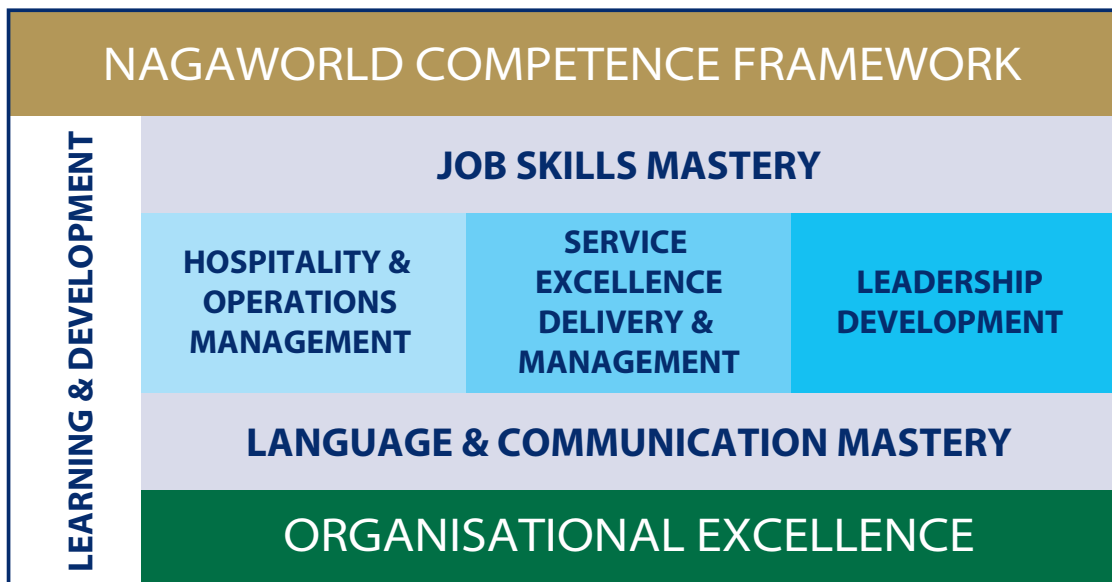 NAGAWORLD COMPETENCE FRAMEWORK
LEARNING & DEVELOPMENT
JOB SKILLS MASTERY
HOSPITALITY &
OPERATIONS
MANAGEMENT
SERVICE
EXCELLENCE
DELIVERY &
MANAGEMENT
LEADERSHIP
DEVELOPMENT
LANGUAGE & COMMUNICATION MASTERY
ORGANISATIONAL EXCELLENCE